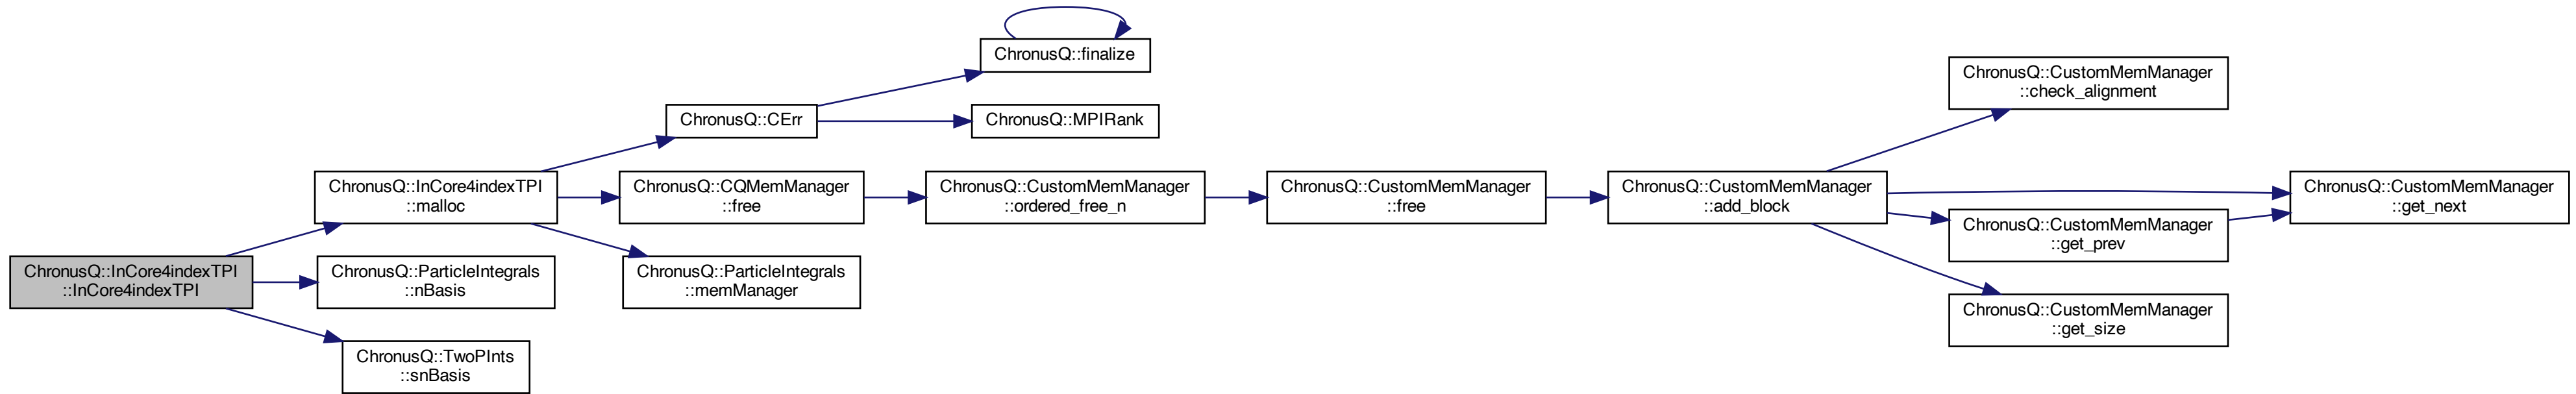 ChronusQ::InCore4indexTPI
::InCore4indexTPI
ChronusQ::InCore4indexTPI
::malloc
ChronusQ::ParticleIntegrals
::nBasis
ChronusQ::TwoPInts
::snBasis
ChronusQ::CErr
ChronusQ::CQMemManager
::free
ChronusQ::ParticleIntegrals
::memManager
ChronusQ::finalize
ChronusQ::MPIRank
ChronusQ::CustomMemManager
::ordered_free_n
ChronusQ::CustomMemManager
::free
ChronusQ::CustomMemManager
::add_block
ChronusQ::CustomMemManager
::check_alignment
ChronusQ::CustomMemManager
::get_prev
ChronusQ::CustomMemManager
::get_size
ChronusQ::CustomMemManager
::get_next